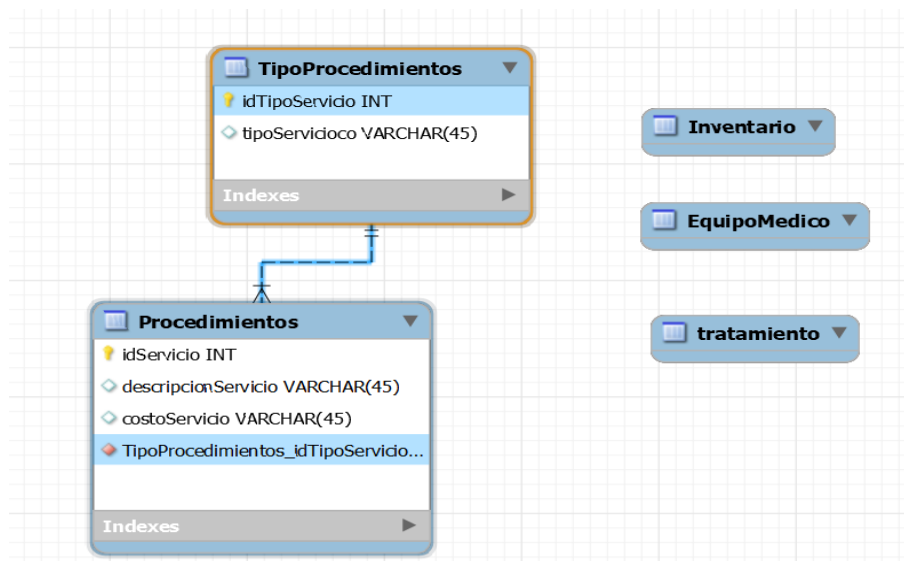 TipoProcedimientos
idTipoServicio INT
tipoServicioco VARCHAR(45)
Indexes
Inventario
EquipoMedico
tratamiento
Procedimientos
idServicio INT
descripcionServicio VARCHAR(45)
costoServicio VARCHAR(45)
TipoProcedimientos_idTipoServicio...
Indexes